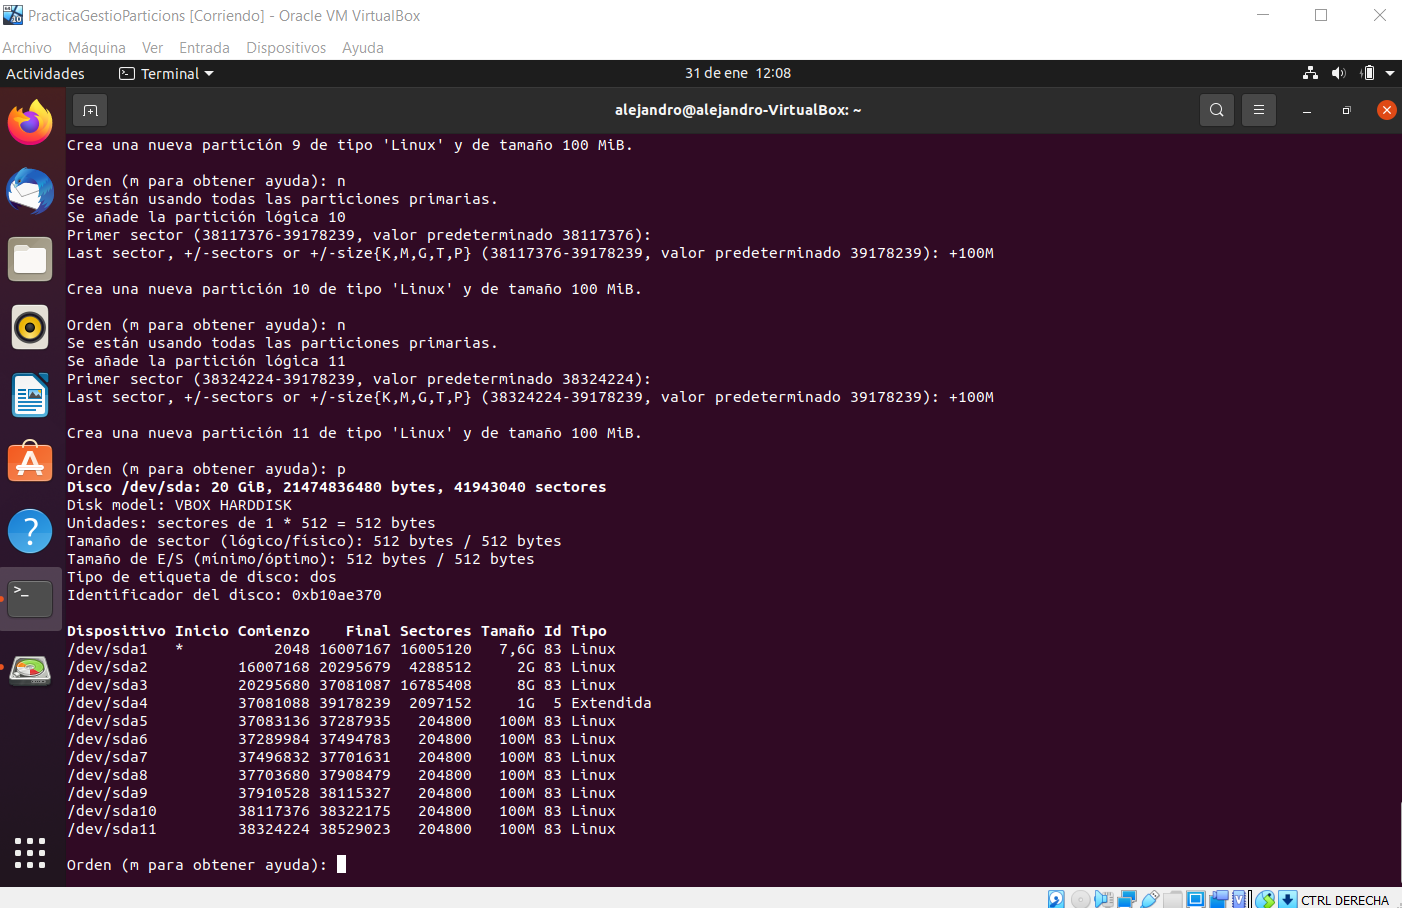 PracticaGestioParticions [Corriendo] - Oracle VM VirtualBox
Archivo Máquina Ver Entrada Dispositivos Ayuda
Actividades Terminal 31 de ene 12:08
alejandro@alejandro-VirtualBox: ~
Crea una nueva partición 9 de tipo 'Linux' y de tamaño 100 MiB.
Orden (m para obtener ayuda): n
Se están usando todas las particiones primarias.
Se añade la partición lógica 10
Primer sector (38117376-39178239, valor predeterminado 38117376):
Last sector, +/-sectors or +/-size{K,M,G,T,P} (38117376-39178239, valor predeterminado 39178239): +100M
Crea una nueva partición 10 de tipo 'Linux' y de tamaño 100 MiB.
Orden (m para obtener ayuda): n
Se están usando todas las particiones primarias.
Se añade la partición lógica 11
Primer sector (38324224-39178239, valor predeterminado 38324224):
Last sector, +/-sectors or +/-size{K,M,G,T,P} (38324224-39178239, valor predeterminado 39178239): +100M
Crea una nueva partición 11 de tipo 'Linux' y de tamaño 100 MiB.
Orden (m para obtener ayuda): p
Disco /dev/sda: 20 GiB, 21474836480 bytes, 41943040 sectores
Disk model: VBOX HARDDISK
Unidades: sectores de 1 * 512 = 512 bytes
Tamaño de sector (lógico/físico): 512 bytes / 512 bytes
Tamaño de E/S (mínimo/óptimo): 512 bytes / 512 bytes
Tipo de etiqueta de disco: dos
Identificador del disco: 0xb10ae370
Dispositivo Inicio Comienzo Final Sectores Tamaño Id Tipo
/dev/sda1 * 2048 16007167 16005120 7,6G 83 Linux
/dev/sda2 16007168 20295679 4288512 2G 83 Linux
/dev/sda3 20295680 37081087 16785408 8G 83 Linux
/dev/sda4 37081088 39178239 2097152 1G 5 Extendida
/dev/sda5 37083136 37287935 204800 100M 83 Linux
/dev/sda6 37289984 37494783 204800 100M 83 Linux
/dev/sda7 37496832 37701631 204800 100M 83 Linux
/dev/sda8 37703680 37908479 204800 100M 83 Linux
/dev/sda9 37910528 38115327 204800 100M 83 Linux
/dev/sda10 38117376 38322175 204800 100M 83 Linux
/dev/sda11 38324224 38529023 204800 100M 83 Linux
Orden (m para obtener ayuda):
CTRL DERECHA